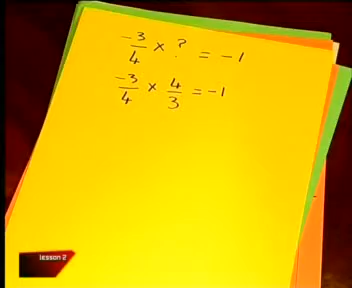 -3/4 × ? = -1
-3/4 × 4/3 = -1
lesson 2